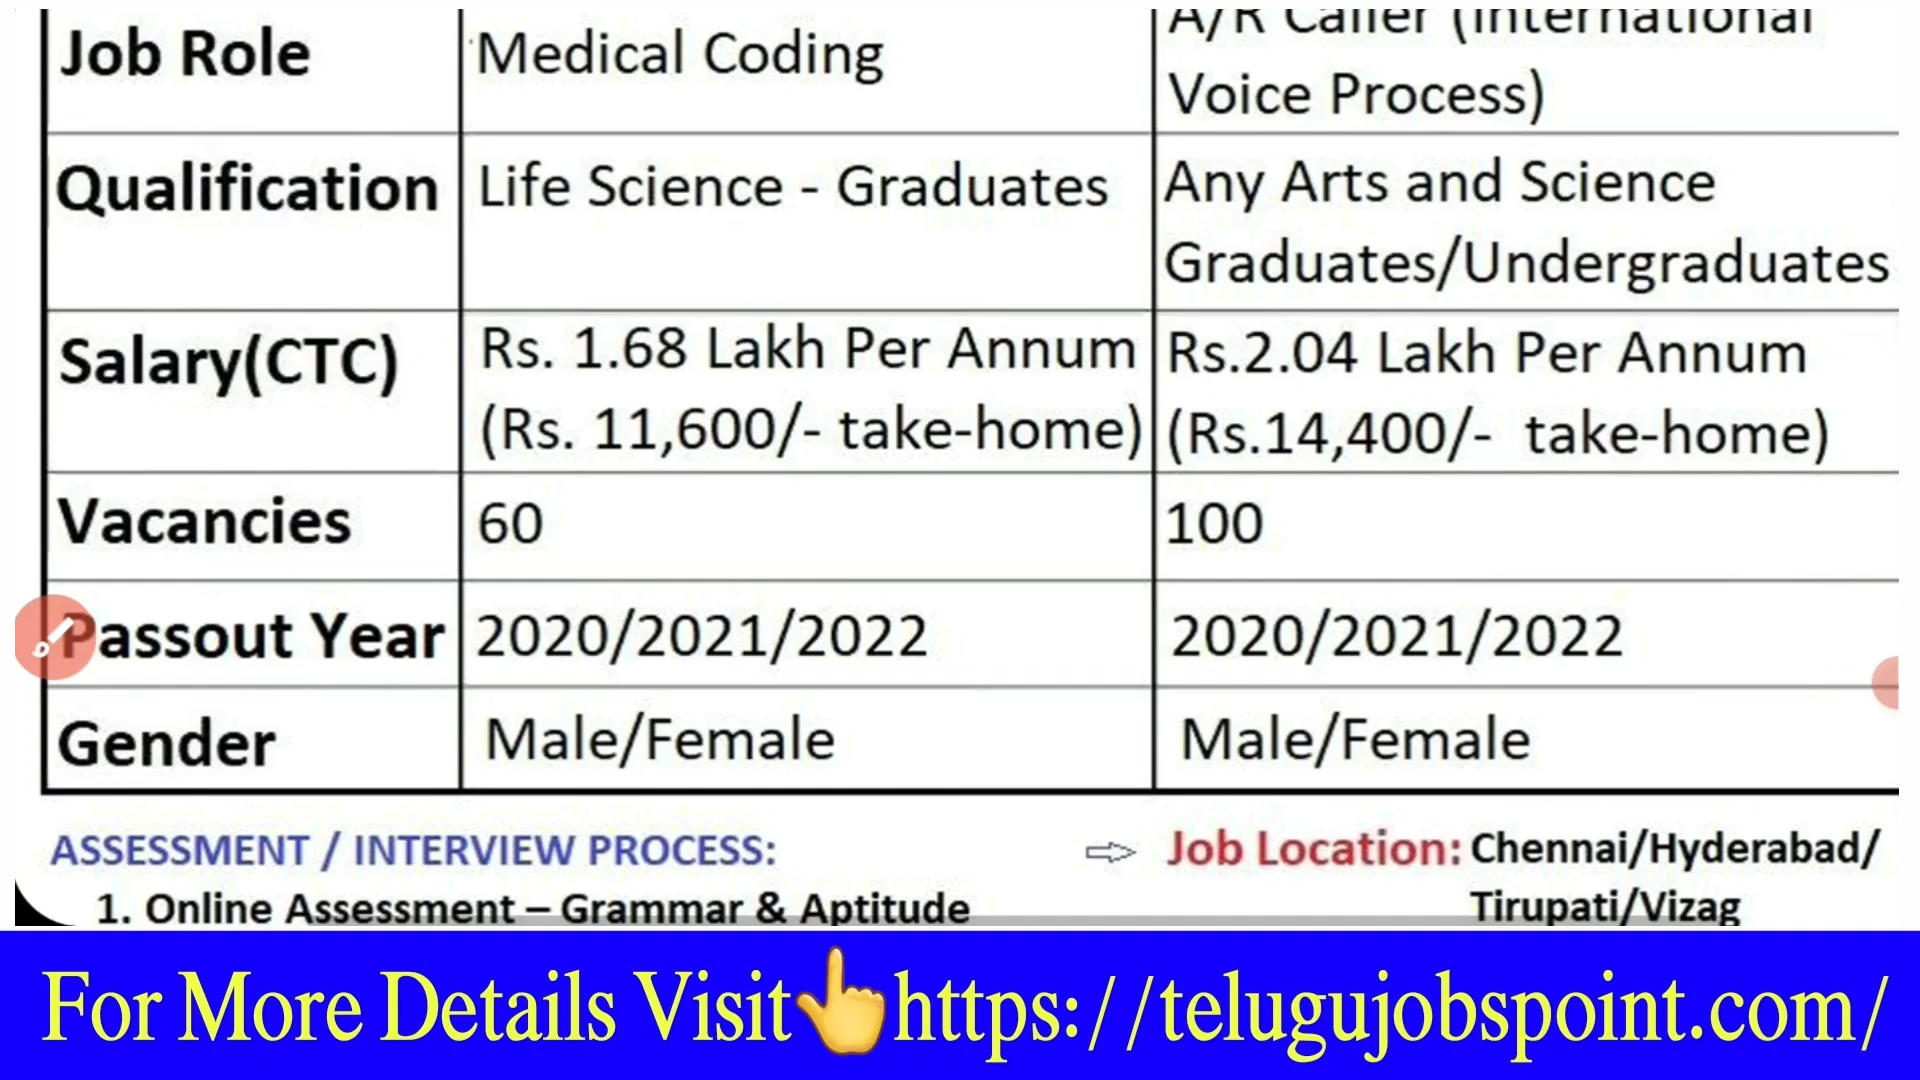 Job Role
Medical Coding
A/R Caller (International
Voice Process)
Qualification
Life Science - Graduates
Any Arts and Science
Graduates/Undergraduates
Salary(CTC)
Rs. 1.68 Lakh Per Annum
(Rs. 11,600/- take-home)
Rs.2.04 Lakh Per Annum
(Rs.14,400/- take-home)
Vacancies
60
100
Passout Year
2020/2021/2022
2020/2021/2022
Gender
Male/Female
Male/Female
ASSESSMENT / INTERVIEW PROCESS:
1. Online Assessment – Grammar & Aptitude
⇨ Job Location: Chennai/Hyderabad/
Tirupati/Vizag
For More Details Visit👆https://telugujobspoint.com/